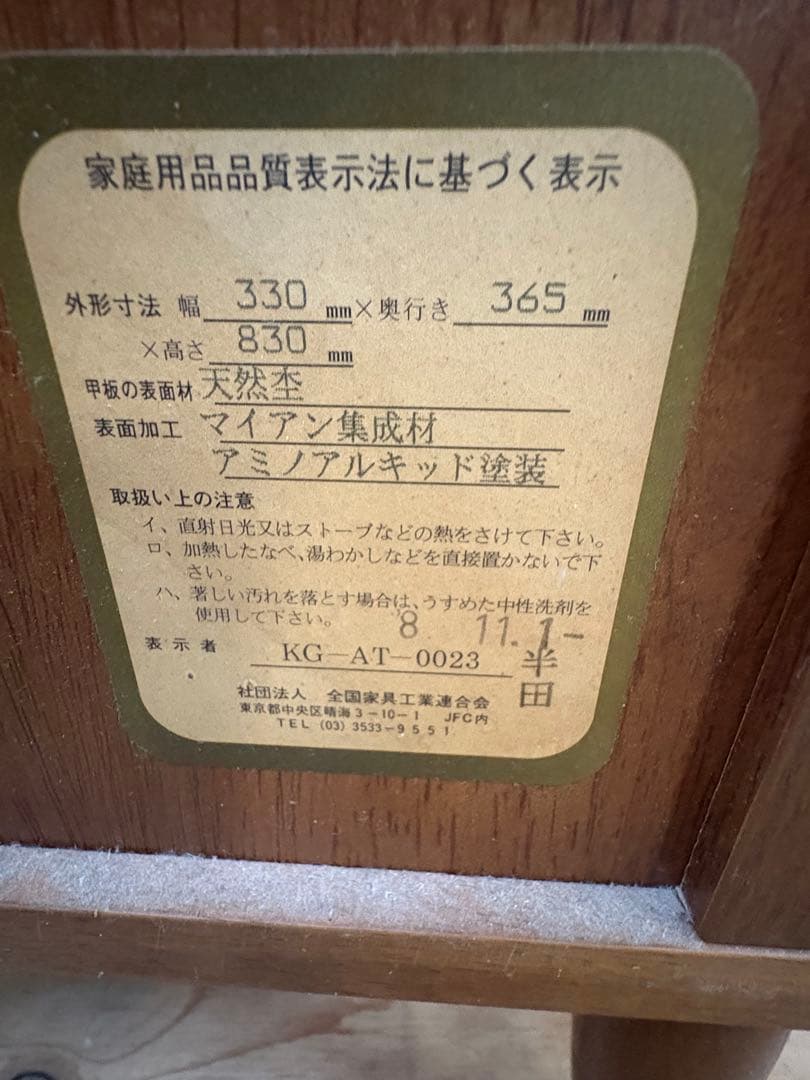 家庭用品品質表示法に基づく表示
外形寸法 幅 330 mm×奥行き 365 mm
×高さ 830 mm
甲板の表面材 天然杢
表面加工 マイアン集成材
アミノアルキッド塗装
取扱い上の注意
イ、直射日光又はストーブなどの熱をさけて下さい。
ロ、加熱したなべ、湯わかしなどを直接置かないで下
さい。
ハ、著しい汚れを落とす場合は、うすめた中性洗剤を
使用して下さい。
'8 11.1-
表示者 KG-AT-0023 半田
社団法人 全国家具工業連合会
東京都中央区晴海3-10-1 JFC内
TEL (03) 3533-9551